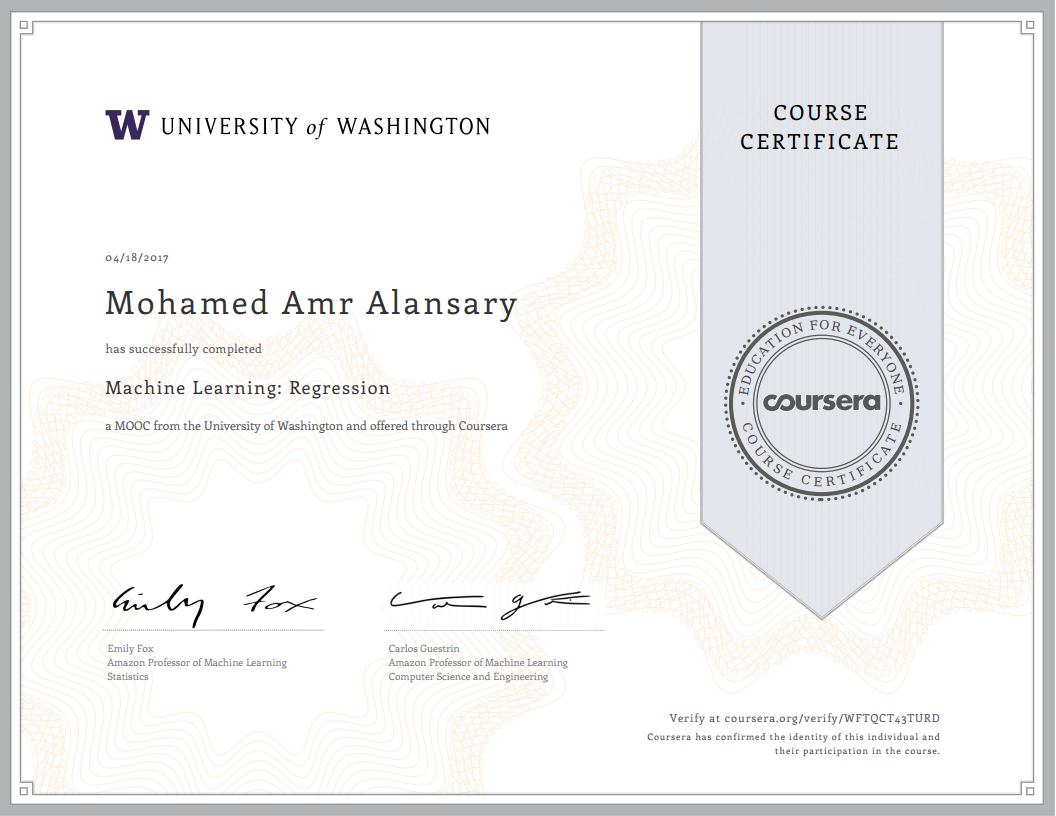 W UNIVERSITY of WASHINGTON
COURSE
CERTIFICATE
04/18/2017
Mohamed Amr Alansary
has successfully completed
Machine Learning: Regression
a MOOC from the University of Washington and offered through Coursera
EDUCATION FOR EVERYONE
coursera
COURSE CERTIFICATE
Emily Fox
Carlos Guestrin
Emily Fox
Amazon Professor of Machine Learning
Statistics
Carlos Guestrin
Amazon Professor of Machine Learning
Computer Science and Engineering
Verify at coursera.org/verify/WFTQCT43TURD
Coursera has confirmed the identity of this individual and
their participation in the course.